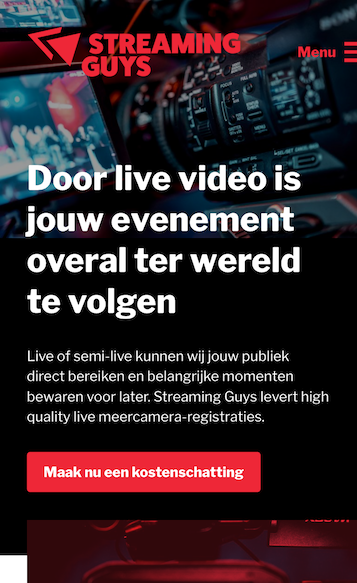 STREAMING
GUYS
Menu
Door live video is
jouw evenement
overal ter wereld
te volgen
Live of semi-live kunnen wij jouw publiek
direct bereiken en belangrijke momenten
bewaren voor later. Streaming Guys levert high
quality live meercamera-registraties.
Maak nu een kostenschatting